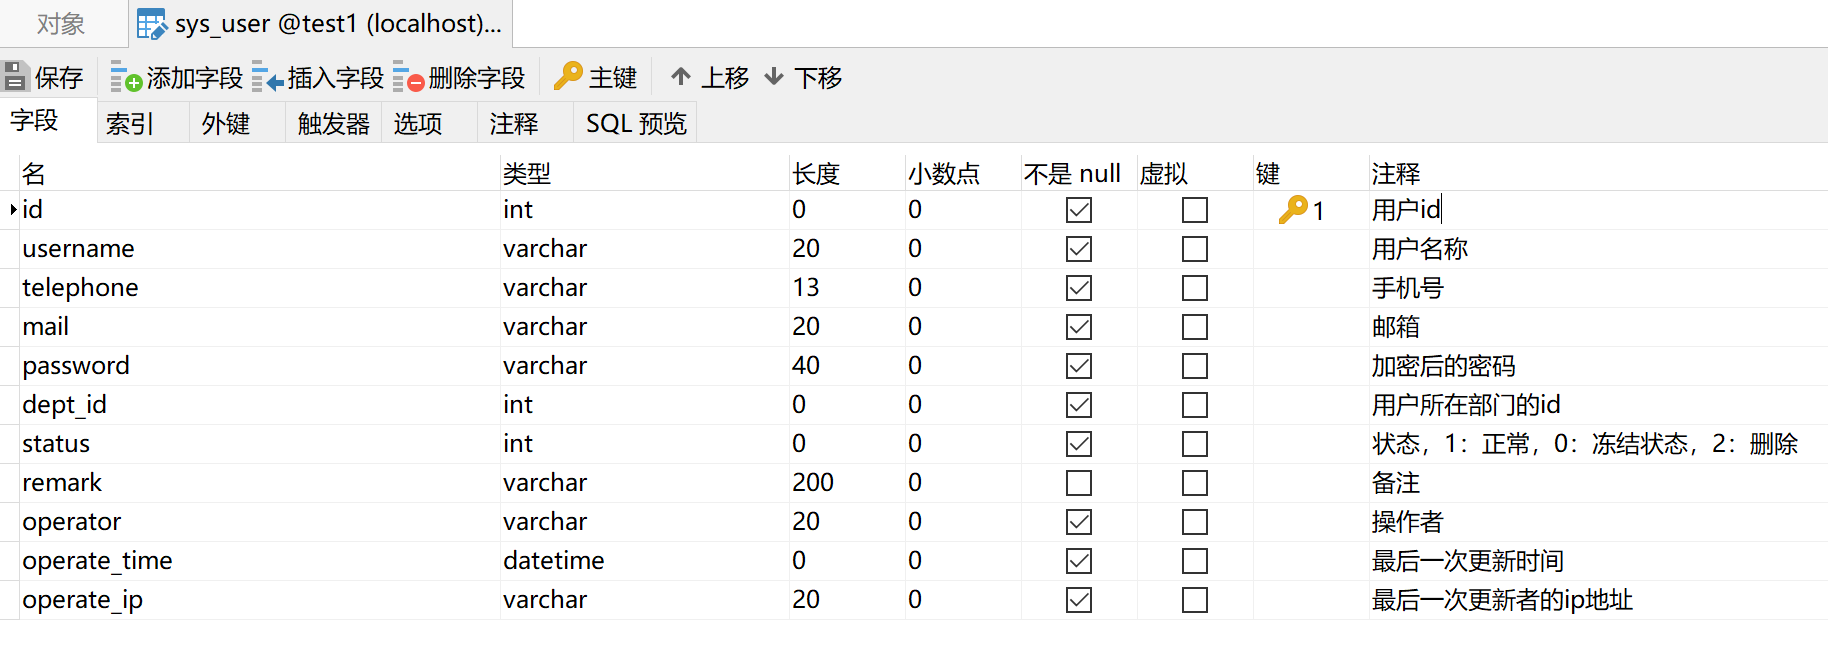 对象 sys_user @test1 (localhost)...
保存 添加字段 插入字段 删除字段 主键 上移 下移
字段 索引 外键 触发器 选项 注释 SQL 预览
名 类型 长度 小数点 不是 null 虚拟 键 注释
id int 0 0 1 用户id
username varchar 20 0 用户名称
telephone varchar 13 0 手机号
mail varchar 20 0 邮箱
password varchar 40 0 加密后的密码
dept_id int 0 0 用户所在部门的id
status int 0 0 状态，1：正常，0：冻结状态，2：删除
remark varchar 200 0 备注
operator varchar 20 0 操作者
operate_time datetime 0 0 最后一次更新时间
operate_ip varchar 20 0 最后一次更新者的ip地址